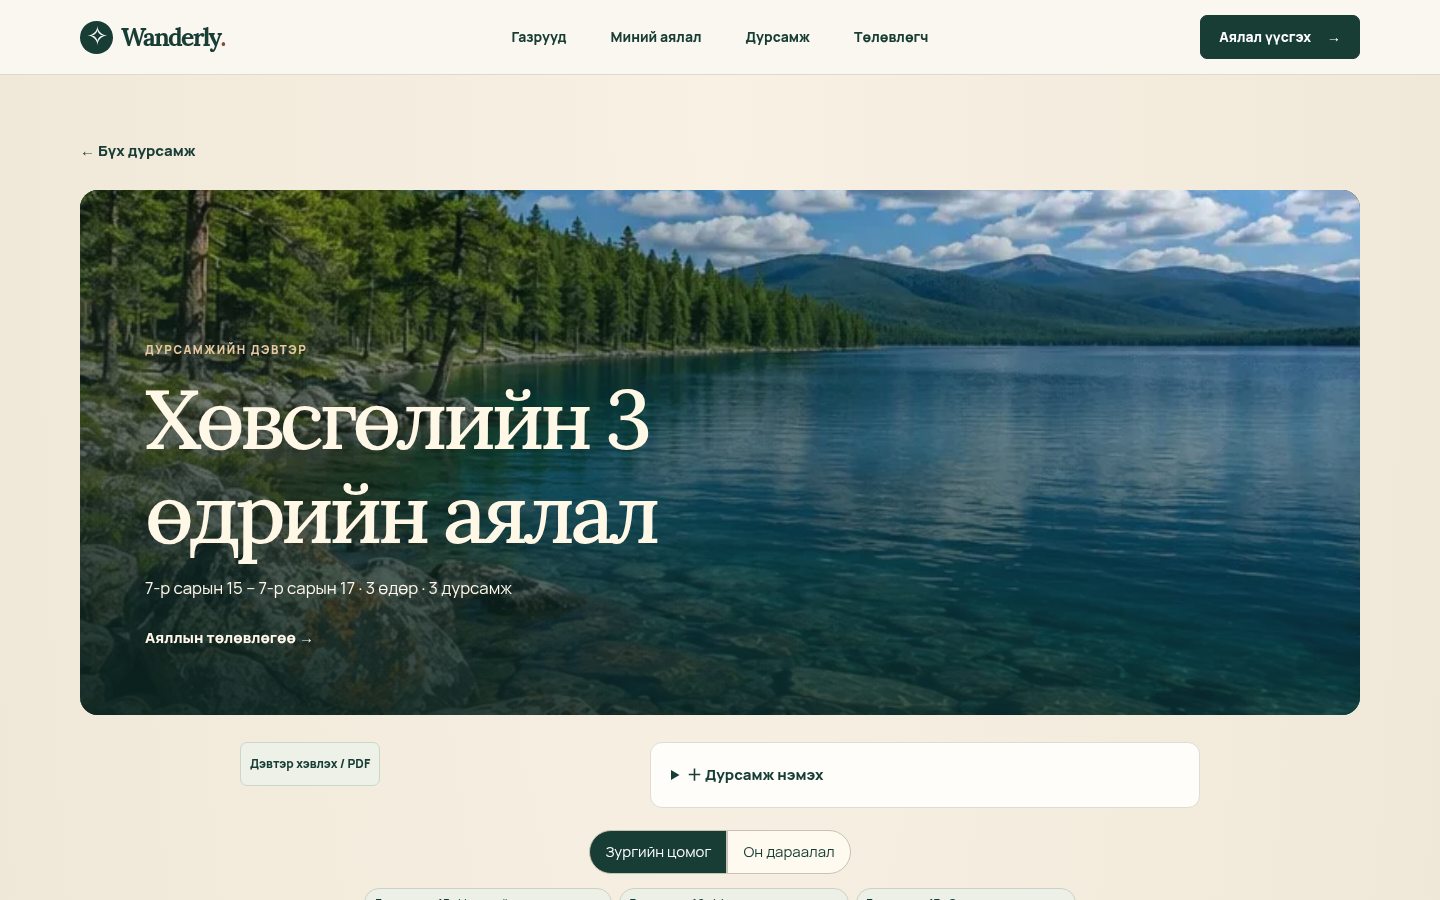 Wanderly.
Газрууд
Миний аялал
Дурсамж
Төлөвлөгч
Аялал үүсгэх →
← Бүх дурсамж
ДУРСАМЖИЙН ДЭВТЭР
Хөвсгөлийн 3
өдрийн аялал
7-р сарын 15 – 7-р сарын 17 · 3 өдөр · 3 дурсамж
Аяллын төлөвлөгөө →
Дэвтэр хэвлэх / PDF
▶ + Дурсамж нэмэх
Зургийн цомог
Он дараалал